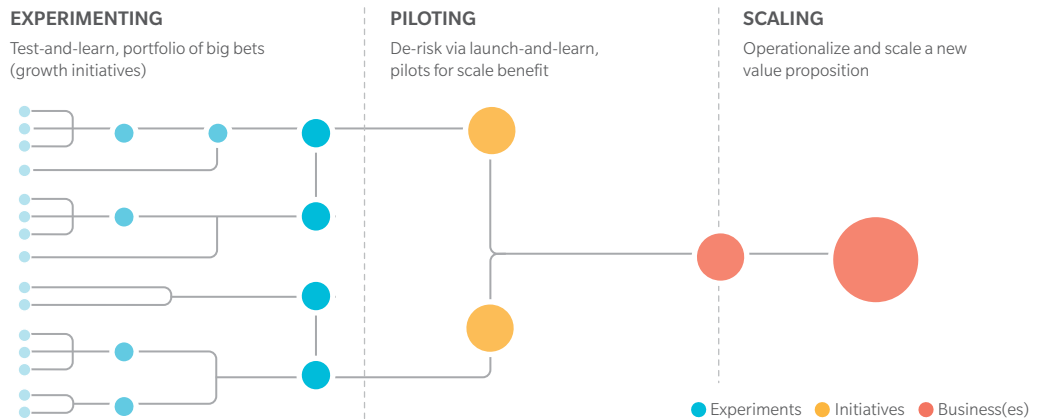 EXPERIMENTING
Test-and-learn, portfolio of big bets
(growth initiatives)
PILOTING
De-risk via launch-and-learn,
pilots for scale benefit
SCALING
Operationalize and scale a new
value proposition
Experiments
Initiatives
Business(es)